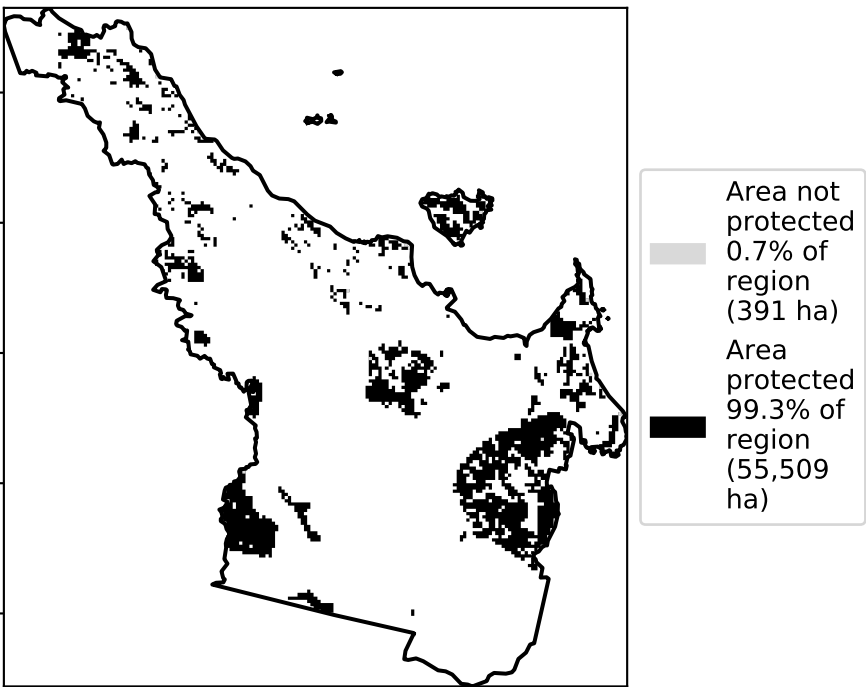 Area not
protected
0.7% of
region
(391 ha)
Area
protected
99.3% of
region
(55,509
ha)